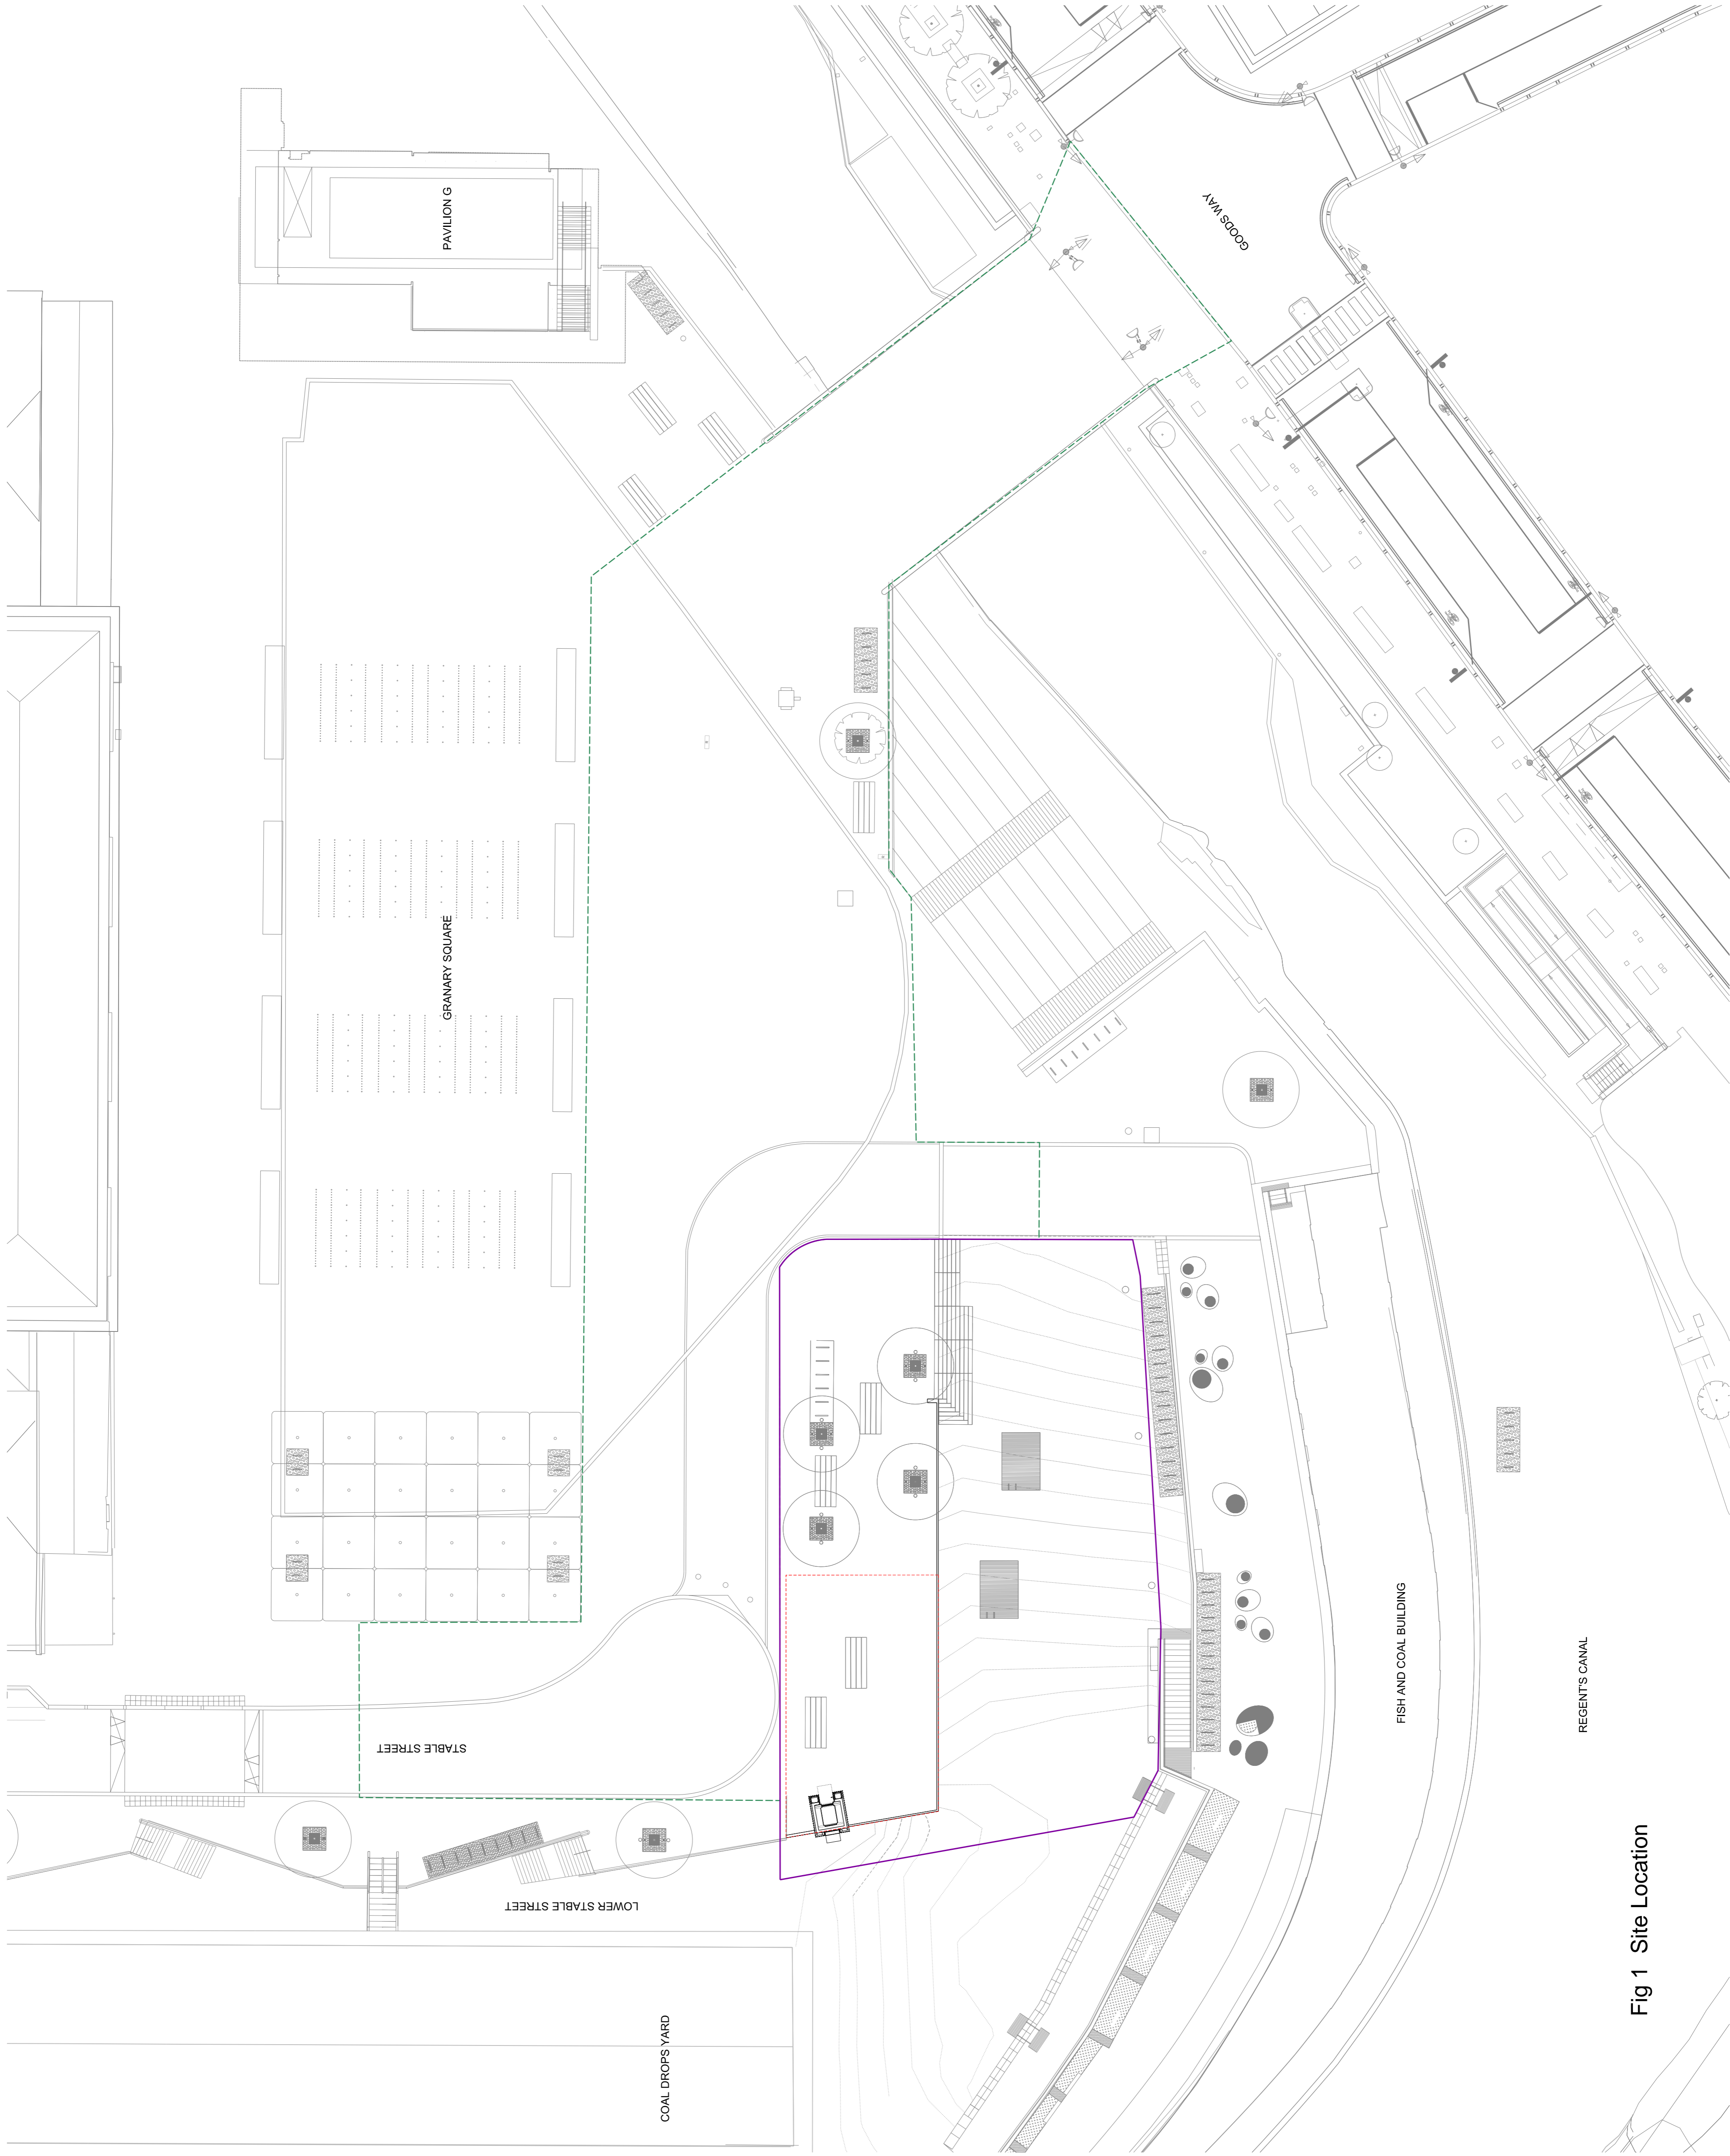 PAVILION G
GOODS WAY
GRANARY SQUARE
STABLE STREET
LOWER STABLE STREET
COAL DROPS YARD
FISH AND COAL BUILDING
REGENT'S CANAL
Fig 1 Site Location